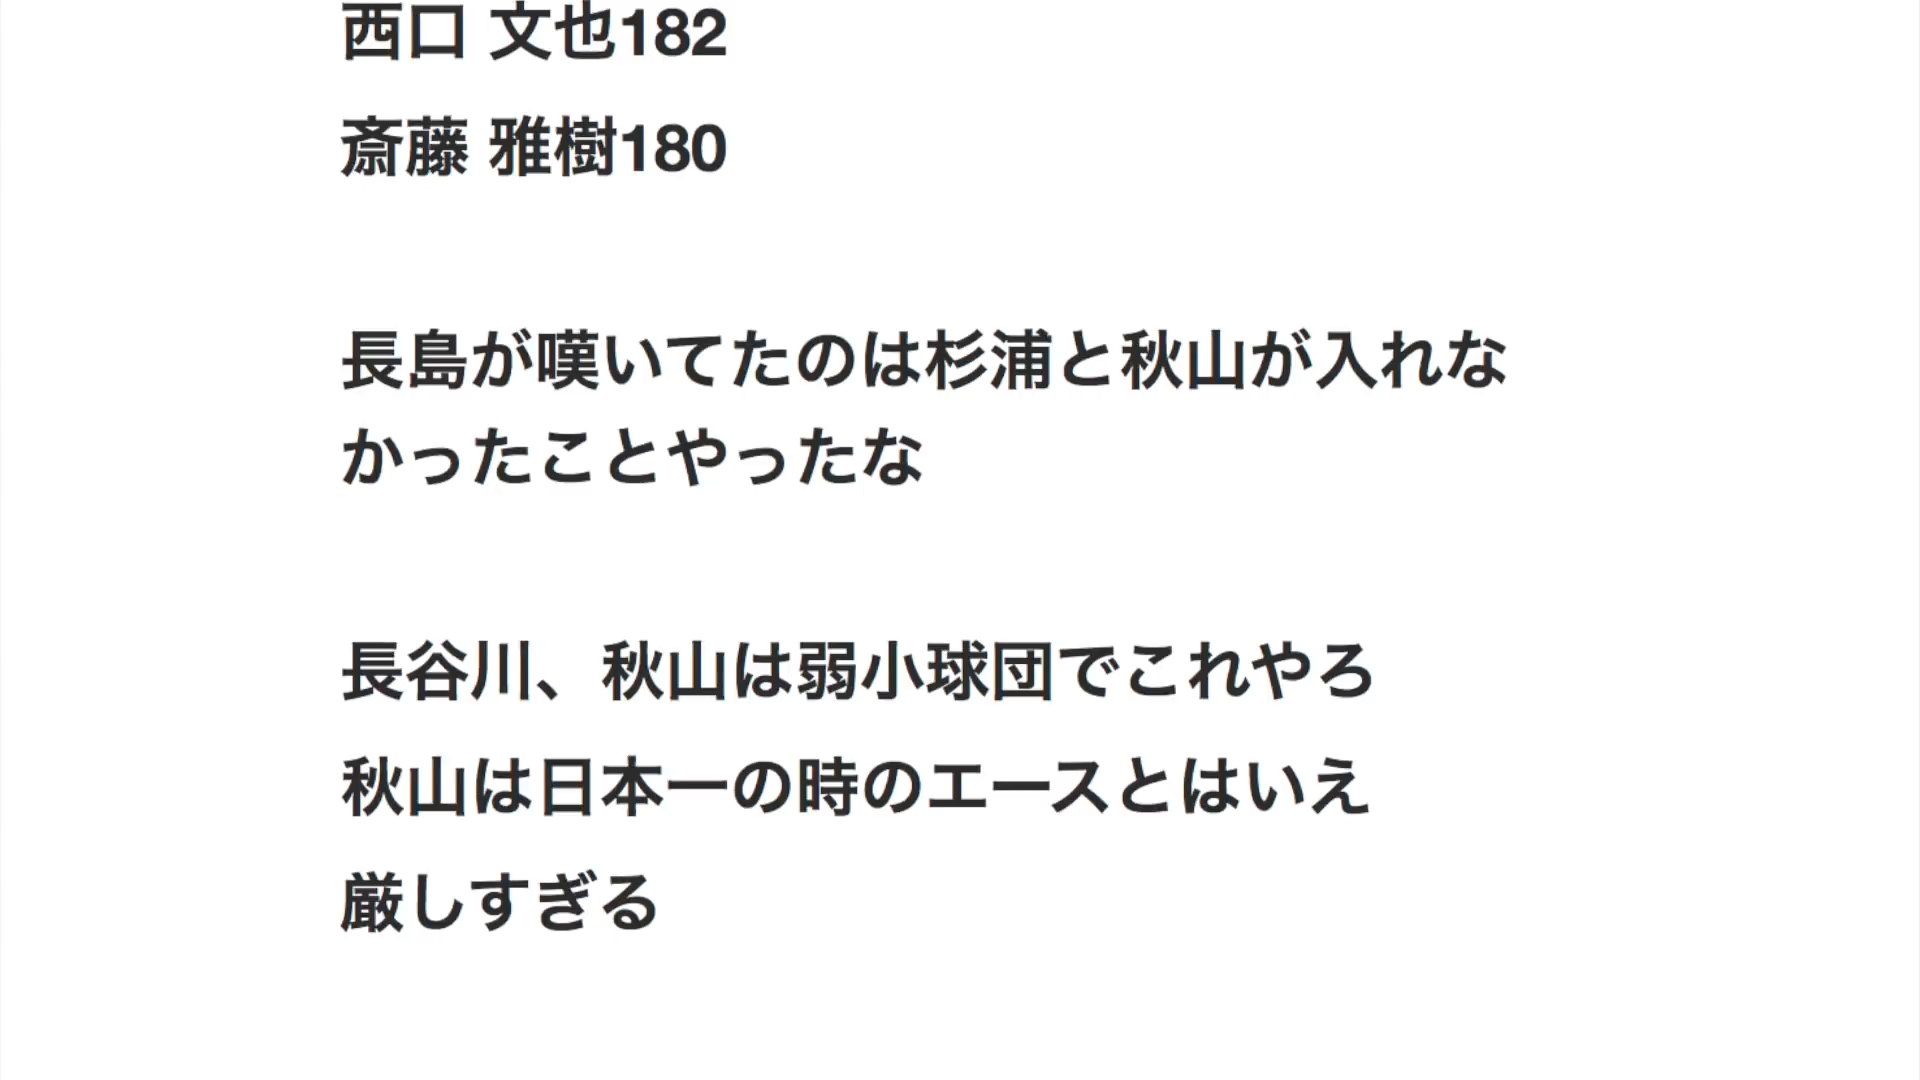 西口 文也182
斎藤 雅樹180
長島が嘆いてたのは杉浦と秋山が入れな
かったことやったな
長谷川、秋山は弱小球団でこれやろ
秋山は日本一の時のエースとはいえ
厳しすぎる